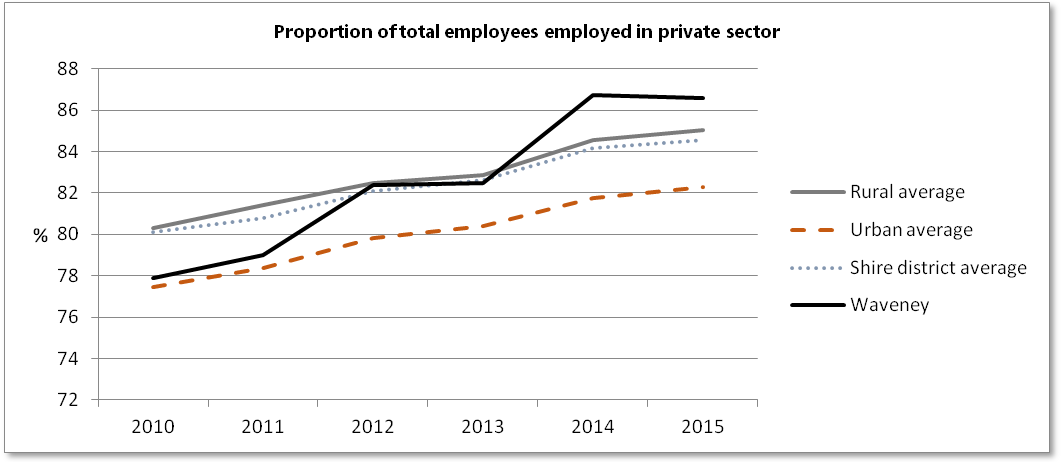 Proportion of total employees employed in private sector
88
86
84
82
80
78
76
74
72
%
2010 2011 2012 2013 2014 2015
Rural average
Urban average
Shire district average
Waveney